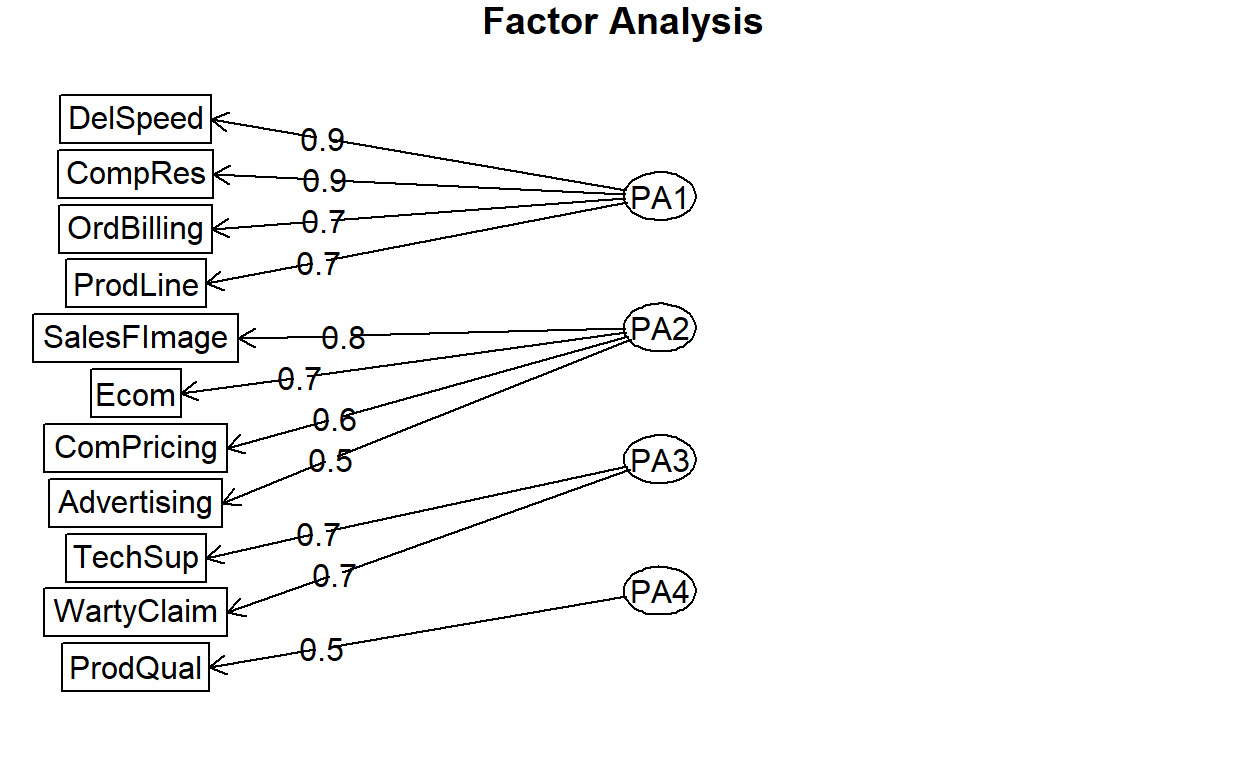 Factor Analysis
DelSpeed
0.9
CompRes
0.9
PA1
OrdBilling
0.7
ProdLine
0.7
SalesFImage
0.8
PA2
Ecom
0.7
ComPricing
0.6
Advertising
0.5
PA3
TechSup
0.7
WartyClaim
0.7
PA4
ProdQual
0.5